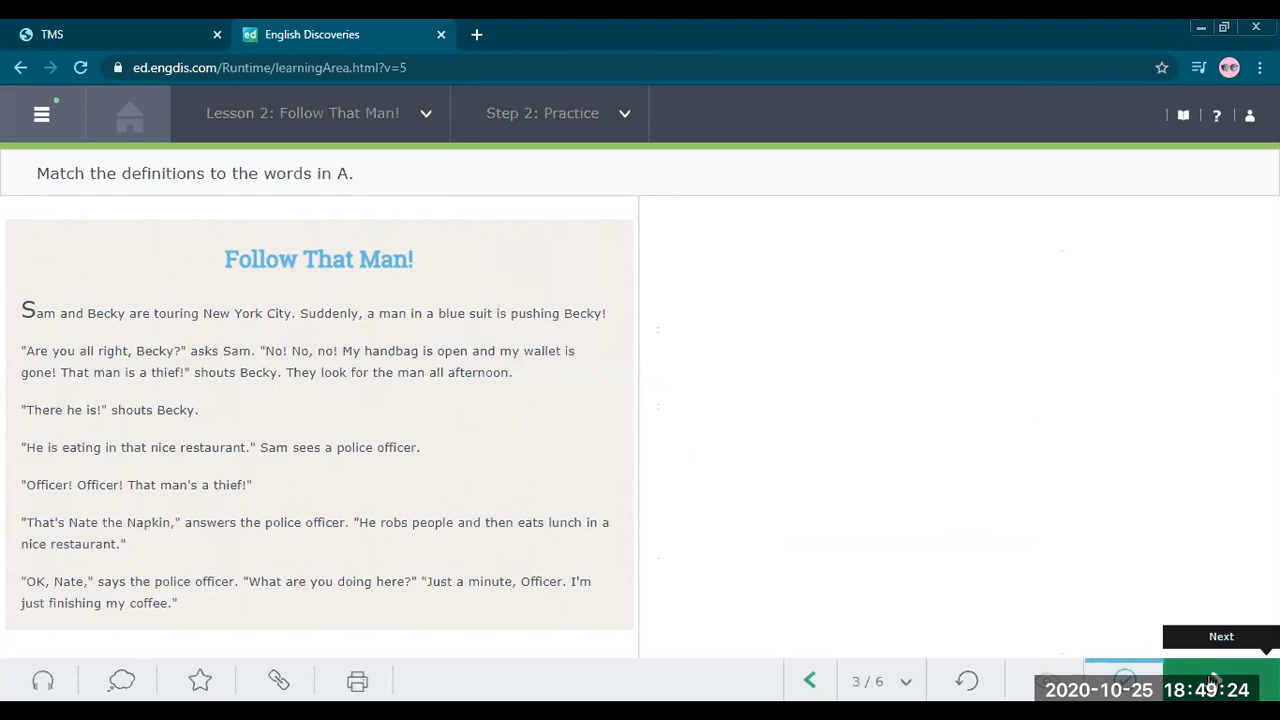 TMS
ed English Discoveries
ed.engdis.com/Runtime/learningArea.html?v=5
Lesson 2: Follow That Man!
Step 2: Practice
?
Match the definitions to the words in A.
Follow That Man!
Sam and Becky are touring New York City. Suddenly, a man in a blue suit is pushing Becky!
"Are you all right, Becky?" asks Sam. "No! No, no! My handbag is open and my wallet is
gone! That man is a thief!" shouts Becky. They look for the man all afternoon.
"There he is!" shouts Becky.
"He is eating in that nice restaurant." Sam sees a police officer.
"Officer! Officer! That man's a thief!"
"That's Nate the Napkin," answers the police officer. "He robs people and then eats lunch in a
nice restaurant."
"OK, Nate," says the police officer. "What are you doing here?" "Just a minute, Officer. I'm
just finishing my coffee."
Next
3 / 6
2020-10-25 18:49:24